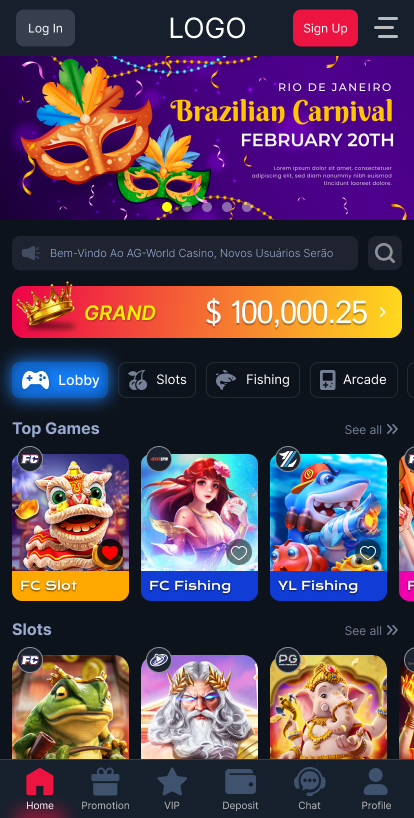 Log In
LOGO
Sign Up
RIO DE JANEIRO
Brazilian Carnival
FEBRUARY 20TH
Lorem ipsum dolor sit amet, consectetuer
adipiscing elit, sed diam nonummy nibh euismod
tincidunt laoreet dolore.
Bem-Vindo Ao AG-World Casino, Novos Usuários Serão
GRAND
$ 100,000.25
Lobby
Slots
Fishing
Arcade
Top Games
See all
FC
FC Slot
FC Fishing
YL Fishing
F
Slots
See all
FC
PG
Home
Promotion
VIP
Deposit
Chat
Profile